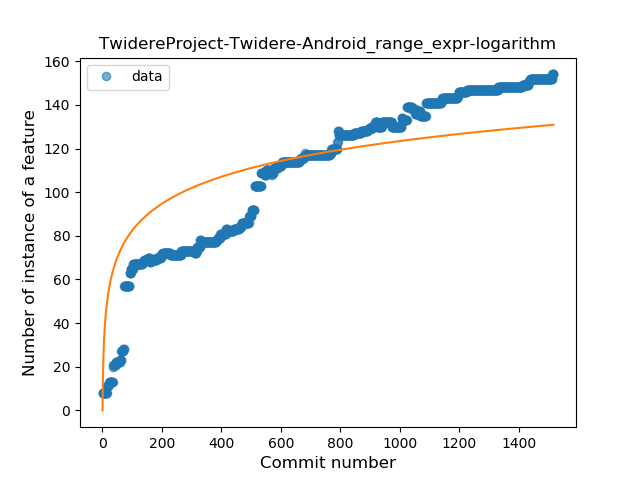 TwidereProject-Twidere-Android_range_expr-logarithm
data
Number of instance of a feature
160
140
120
100
80
60
40
20
0
0 200 400 600 800 1000 1200 1400
Commit number